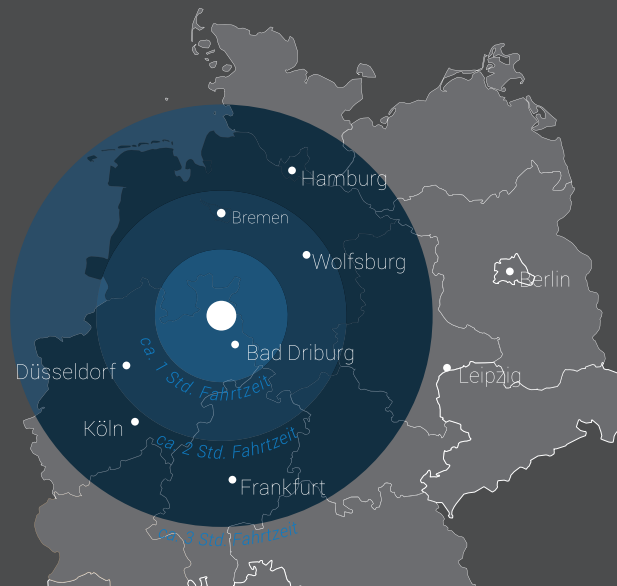 Hamburg
Bremen
Wolfsburg
Berlin
Bad Driburg
Düsseldorf
Leipzig
ca. 1 Std. Fahrtzeit
Köln
ca. 2 Std. Fahrtzeit
Frankfurt
ca. 3 Std. Fahrtzeit